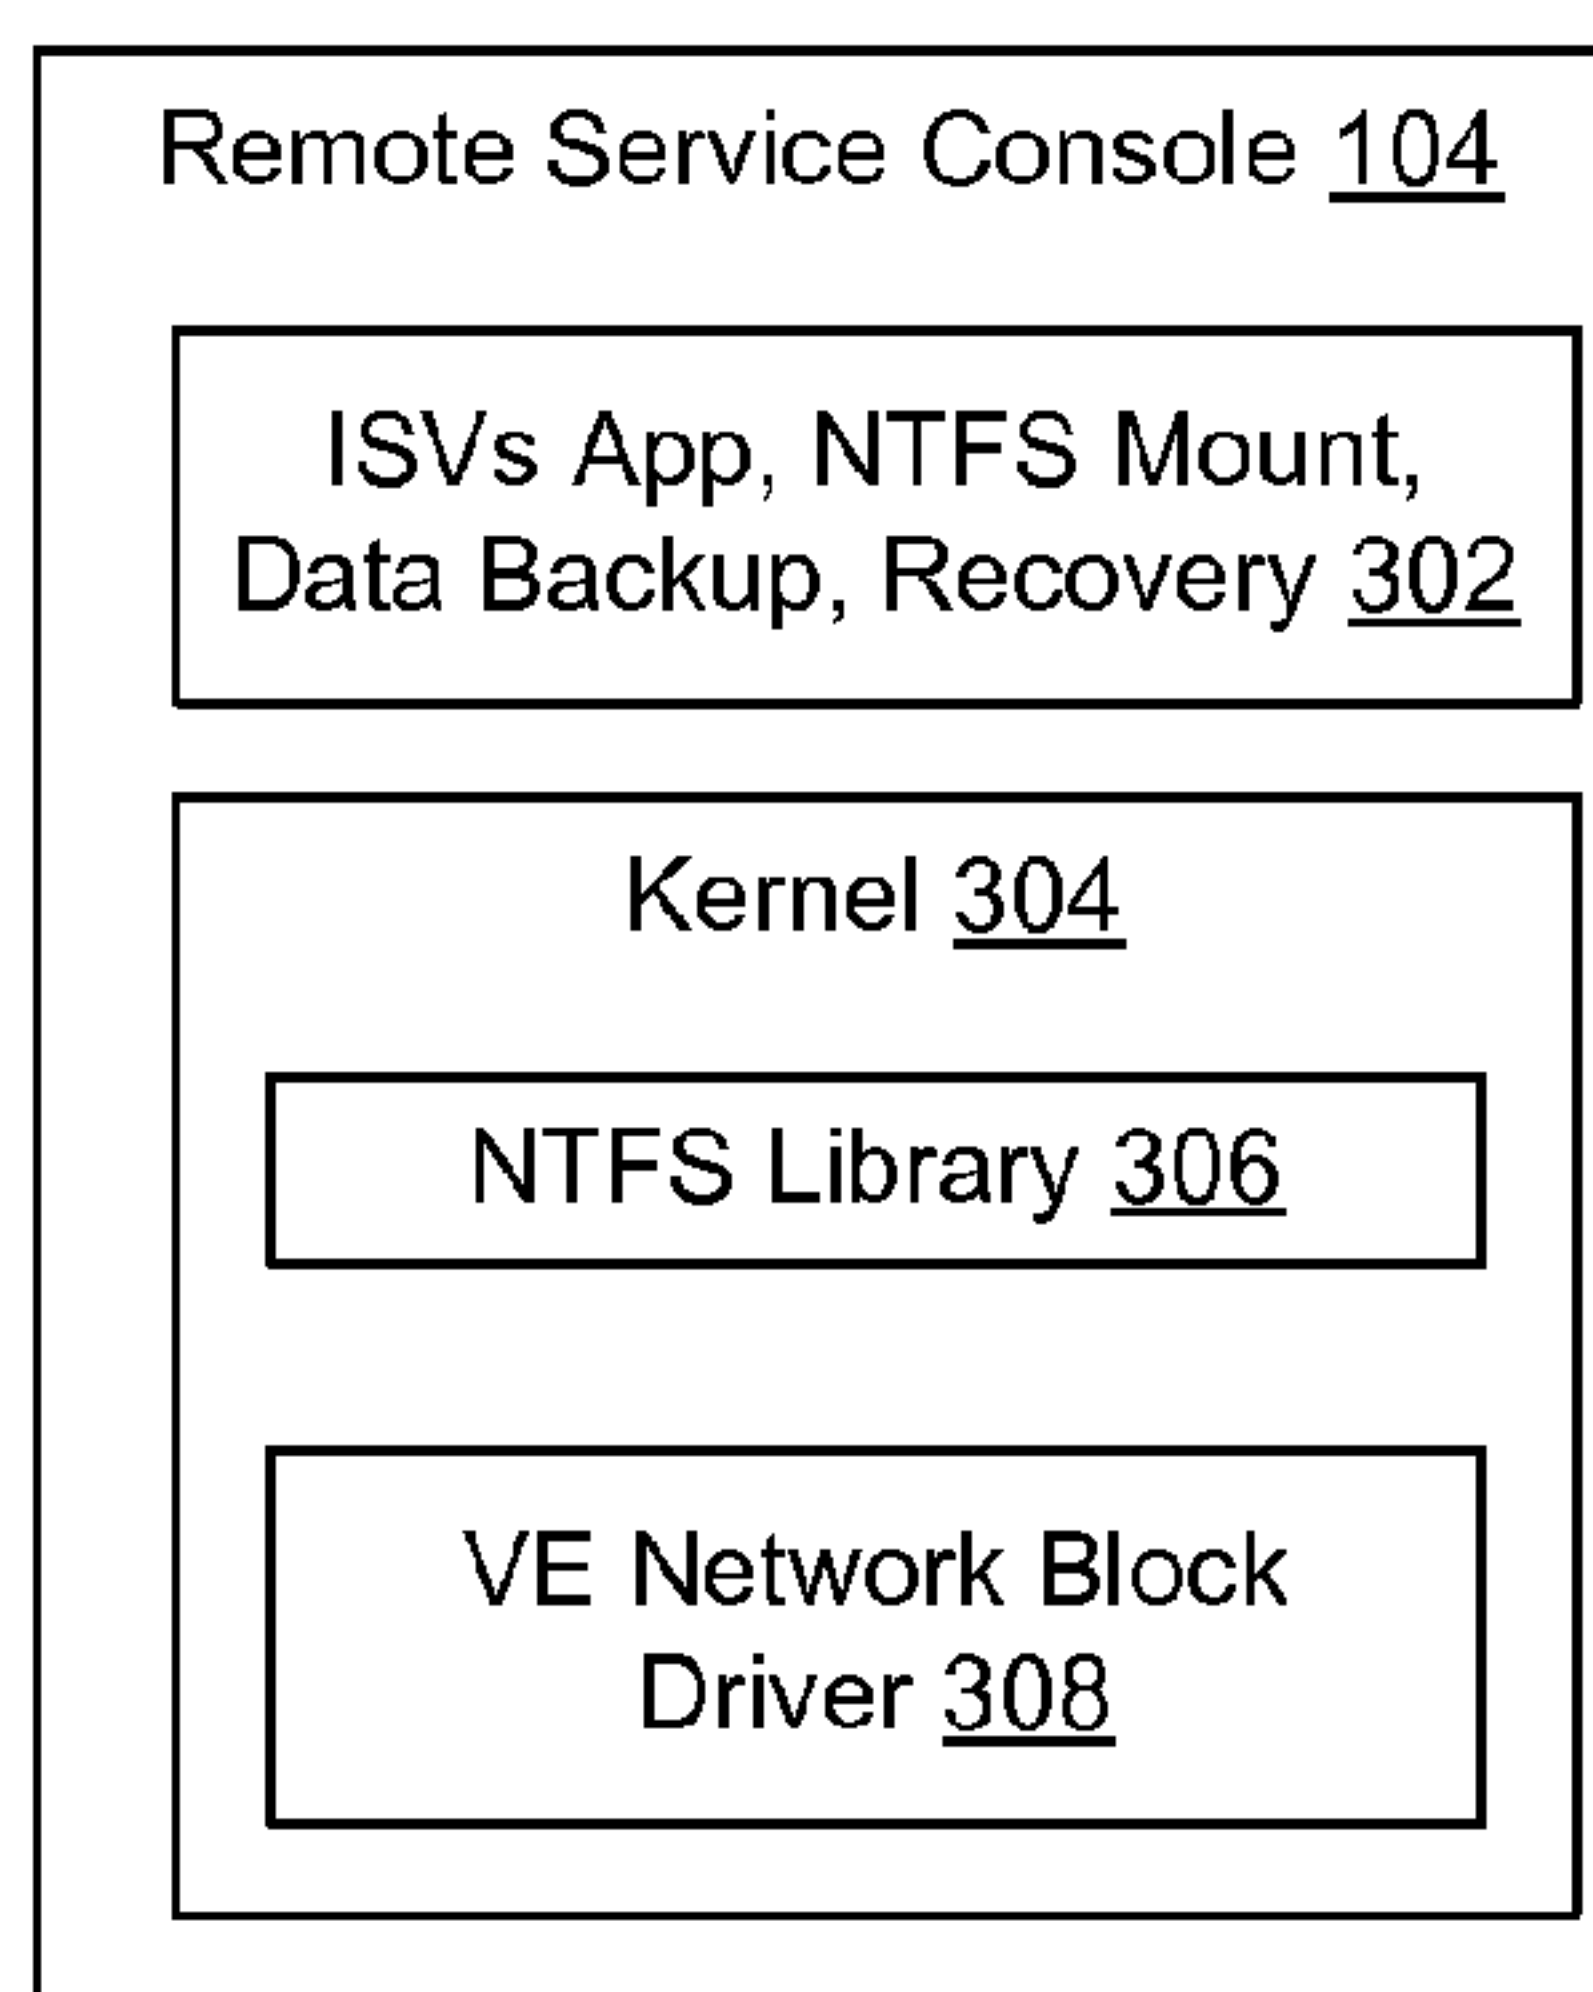 Remote Service Console 104
ISVs App, NTFS Mount,
Data Backup, Recovery 302
Kernel 304
NTFS Library 306
VE Network Block
Driver 308